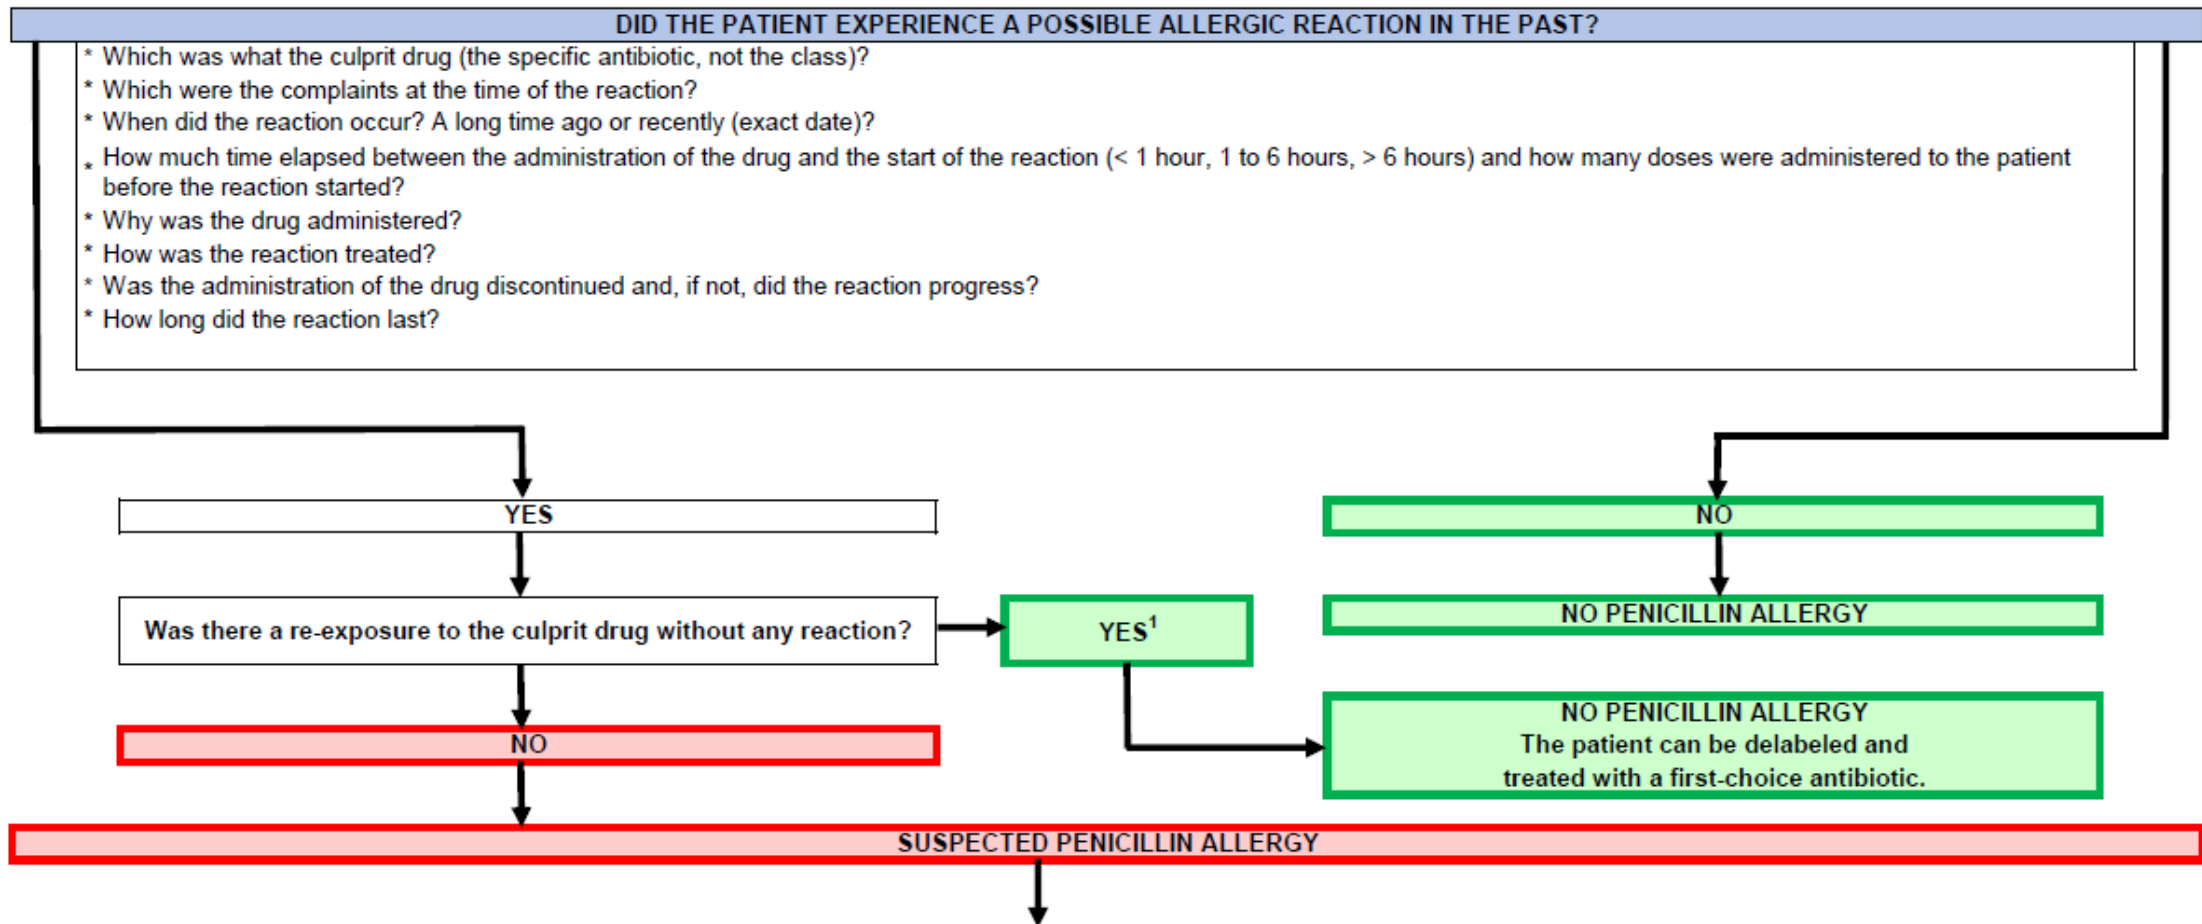 DID THE PATIENT EXPERIENCE A POSSIBLE ALLERGIC REACTION IN THE PAST?
* Which was what the culprit drug (the specific antibiotic, not the class)?
* Which were the complaints at the time of the reaction?
* When did the reaction occur? A long time ago or recently (exact date)?
* How much time elapsed between the administration of the drug and the start of the reaction (< 1 hour, 1 to 6 hours, > 6 hours) and how many doses were administered to the patient
before the reaction started?
* Why was the drug administered?
* How was the reaction treated?
* Was the administration of the drug discontinued and, if not, did the reaction progress?
* How long did the reaction last?
YES
NO
Was there a re-exposure to the culprit drug without any reaction?
YES¹
NO PENICILLIN ALLERGY
NO
NO PENICILLIN ALLERGY
The patient can be delabeled and
treated with a first-choice antibiotic.
SUSPECTED PENICILLIN ALLERGY